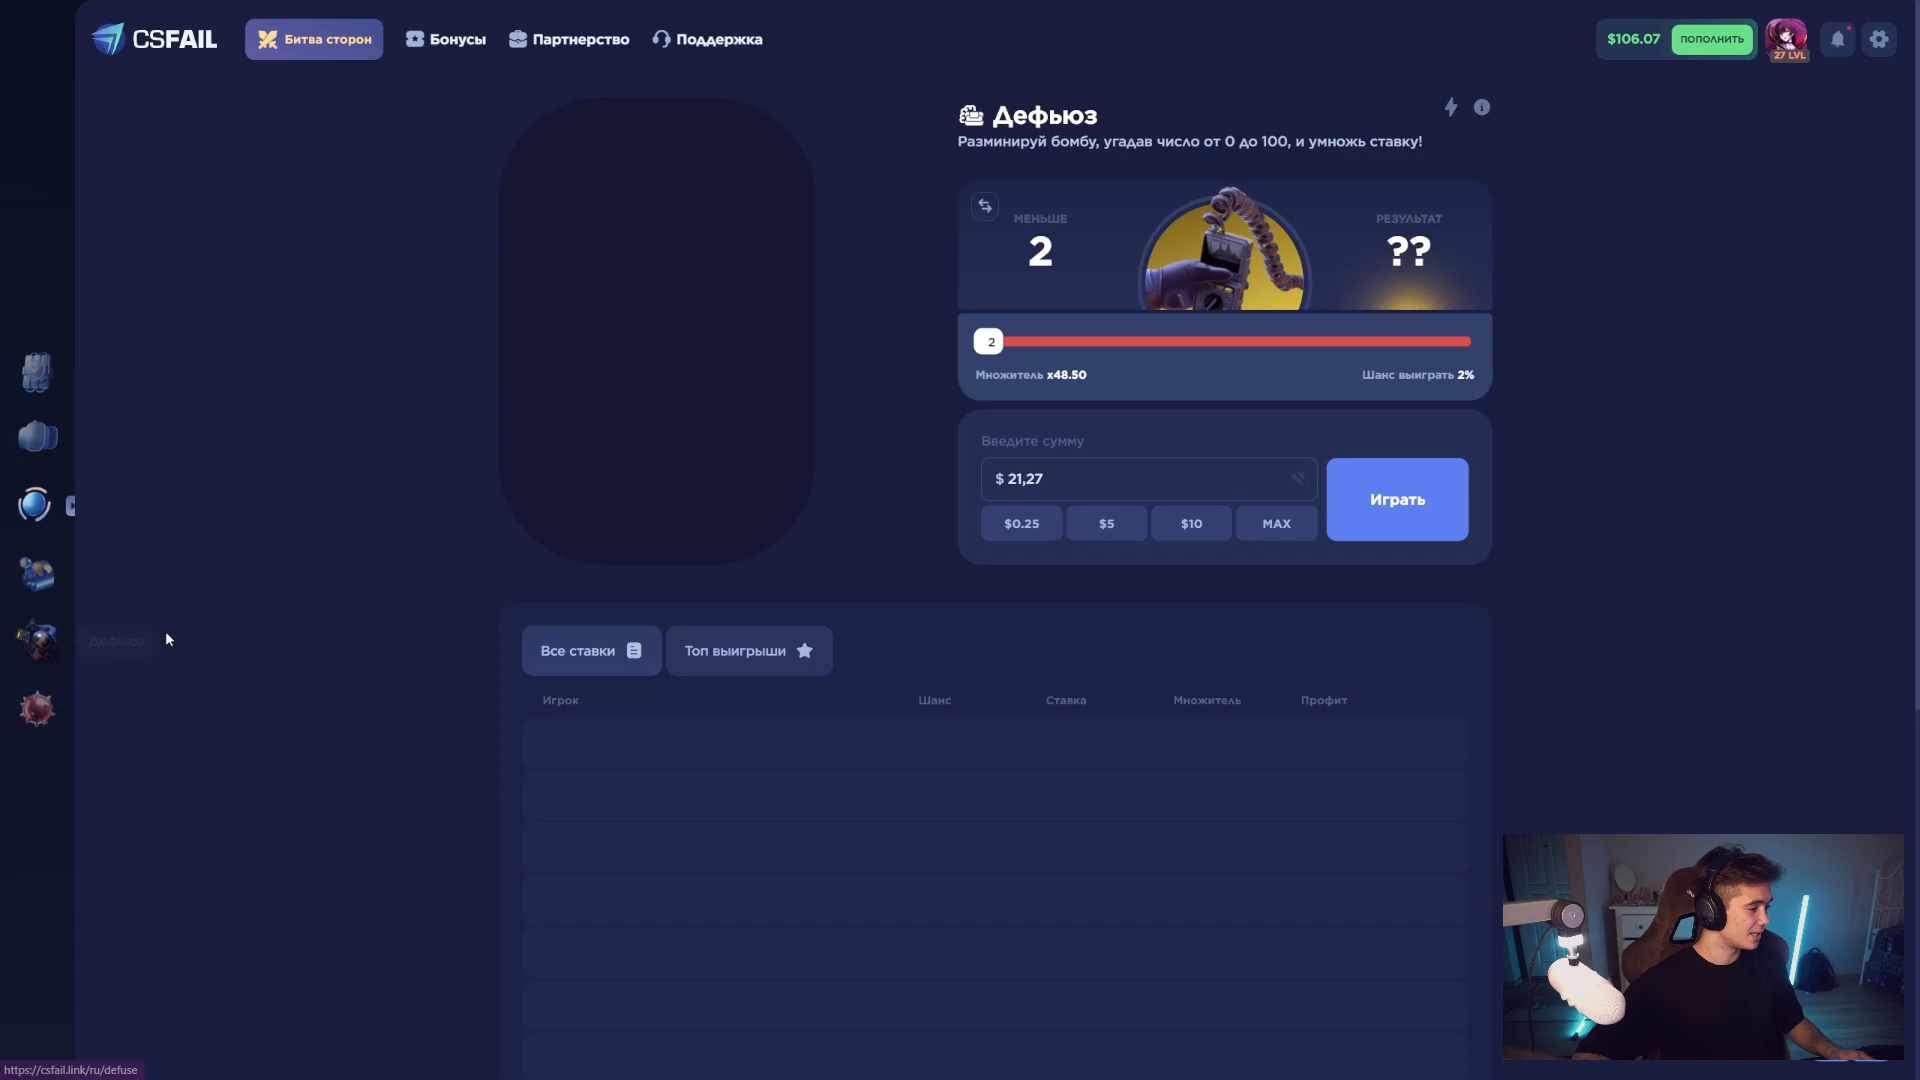 CSFAIL
Битва сторон
Бонусы
Партнерство
Поддержка
$106.07
ПОПОЛНИТЬ
27 LVL
Дефьюз
Разминируй бомбу, угадав число от 0 до 100, и умножь ставку!
МЕНЬШЕ
2
РЕЗУЛЬТАТ
??
2
Множитель x48.50
Шанс выиграть 2%
Введите сумму
$ 21,27
Играть
$0.25
$5
$10
MAX
Дефьюз
Все ставки
Топ выигрыши
Игрок
Шанс
Ставка
Множитель
Профит
https://csfail.link/ru/defuse